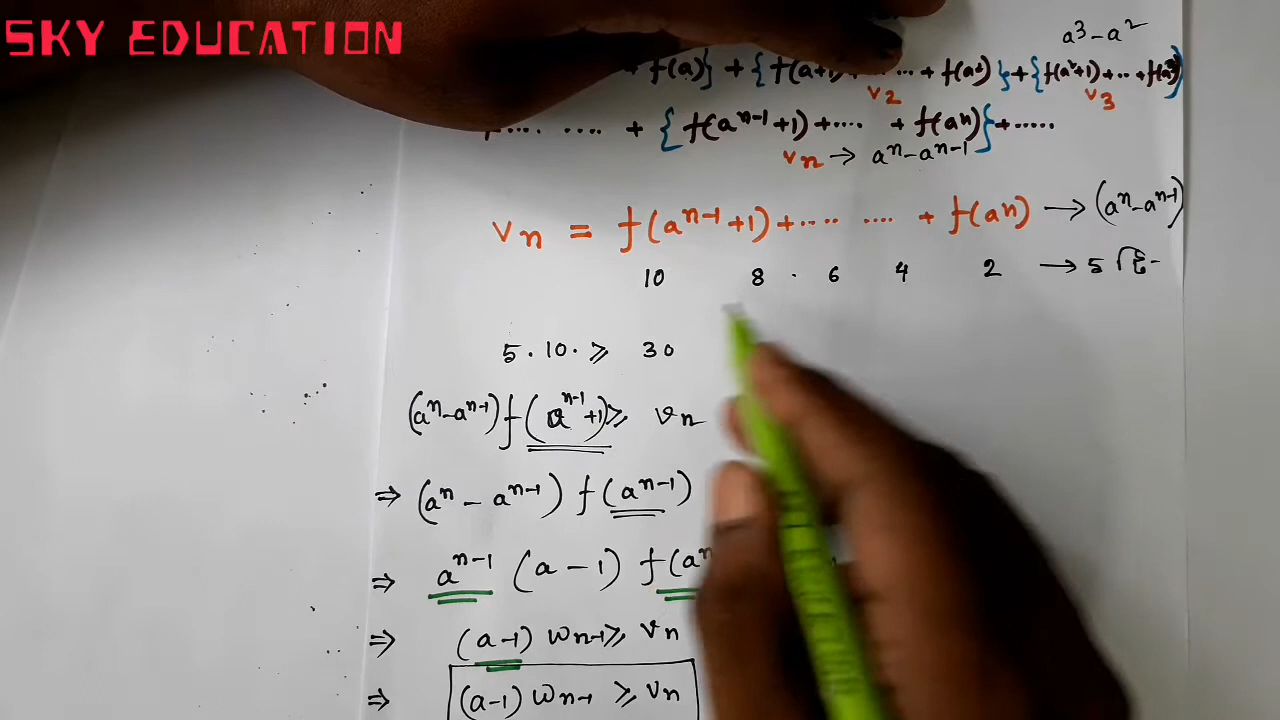 SKY EDUCATION
a³ - a²
+ f(a)} + {f(a+1) ... + f(a²)} + {f(a²+1) + .. + f(a³)}
v2 v3
.... .... + {f(aⁿ⁻¹+1) + .... + f(aⁿ)} + .....
vn → aⁿ - aⁿ⁻¹
vn = f(aⁿ⁻¹+1) + .... .... + f(aⁿ) → (aⁿ - aⁿ⁻¹)
10 8 . 6 4 2 → 5
5 . 10 . ≥ 30
(aⁿ - aⁿ⁻¹) f(aⁿ⁻¹+1) ≥ vn
⇒ (aⁿ - aⁿ⁻¹) f(aⁿ⁻¹)
⇒ aⁿ⁻¹ (a - 1) f(aⁿ
⇒ (a-1) wn-1 ≥ vn
⇒ (a-1) wn-1 ≥ vn